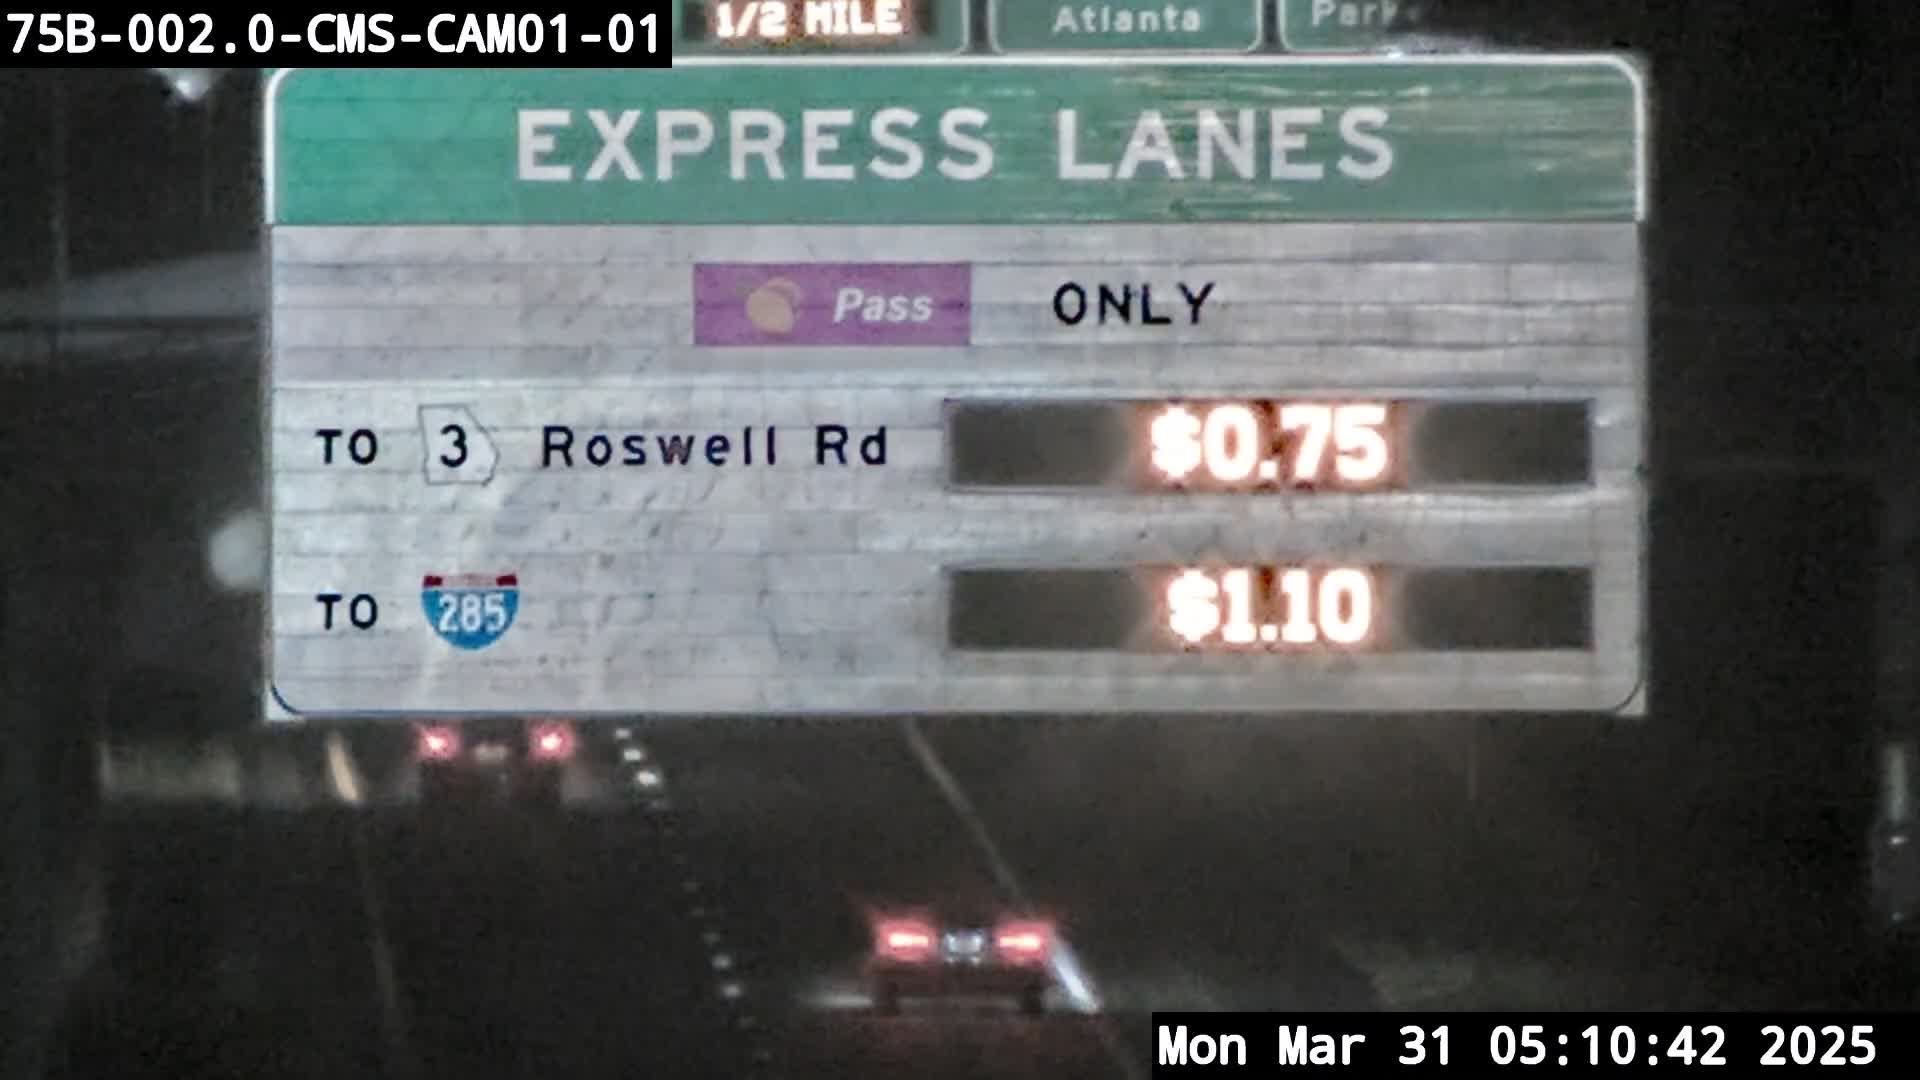 75B-002.0-CMS-CAM01-01
1/2 MILE
Atlanta
EXPRESS LANES
Pass ONLY
TO 3 Roswell Rd $0.75
TO 285 $1.10
Mon Mar 31 05:10:42 2025